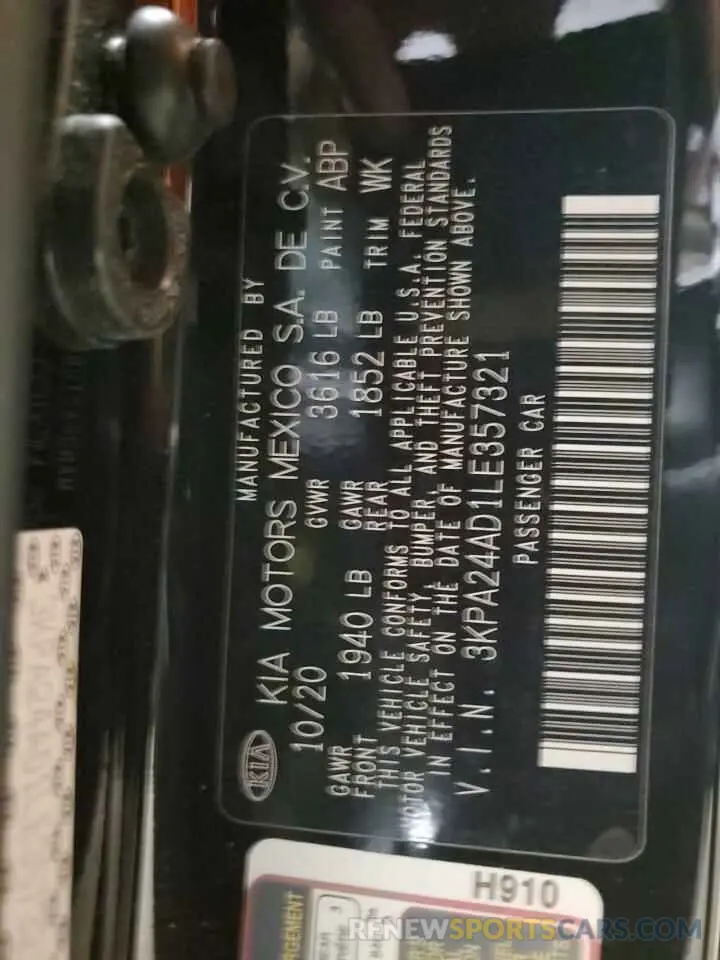 MANUFACTURED BY
KIA KIA MOTORS MEXICO S.A. DE C.V.
10/20 GVWR 3616 LB PAINT ABP
GAWR FRONT 1940 LB GAWR REAR 1852 LB TRIM WK
THIS VEHICLE CONFORMS TO ALL APPLICABLE U.S.A. FEDERAL
MOTOR VEHICLE SAFETY, BUMPER, AND THEFT PREVENTION STANDARDS
IN EFFECT ON THE DATE OF MANUFACTURE SHOWN ABOVE.
V.I.N. 3KPA24AD1LE357321
PASSENGER CAR
H910
RENEWSPORTSCARS.COM